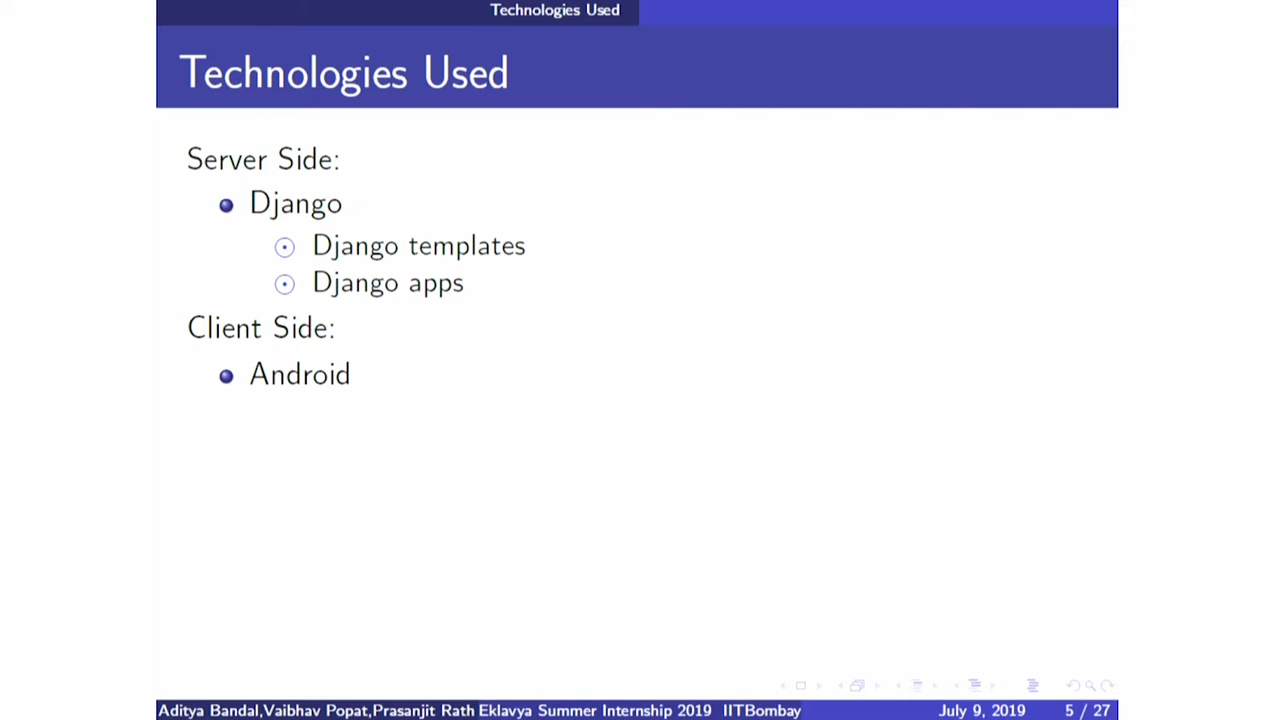 Technologies Used
Technologies Used
Server Side:
Django
Django templates
Django apps
Client Side:
Android
Aditya Bandal,Vaibhav Popat,Prasanjit Rath Eklavya Summer Internship 2019 IITBombay July 9, 2019 5 / 27